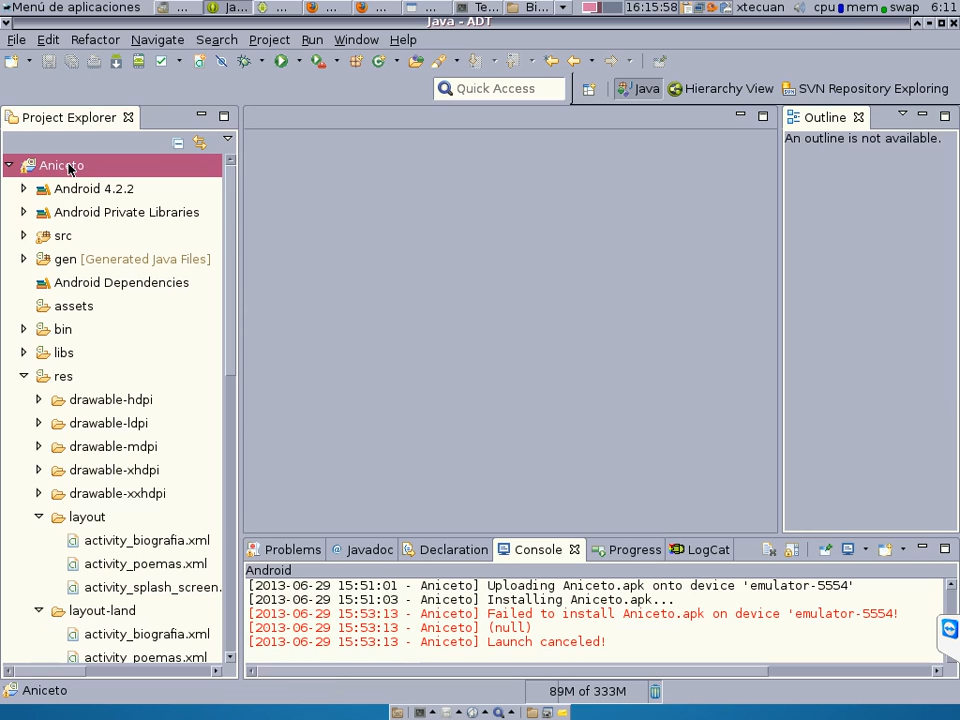 Menú de aplicaciones
...
Ja...
...
...
...
...
Te...
Bi...
16:15:58
xtecuan
cpu
mem
swap
6:11
Java - ADT
File
Edit
Refactor
Navigate
Search
Project
Run
Window
Help
Quick Access
Java
Hierarchy View
SVN Repository Exploring
Project Explorer
Aniceto
Android 4.2.2
Android Private Libraries
src
gen [Generated Java Files]
Android Dependencies
assets
bin
libs
res
drawable-hdpi
drawable-ldpi
drawable-mdpi
drawable-xhdpi
drawable-xxhdpi
layout
activity_biografia.xml
activity_poemas.xml
activity_splash_screen.
layout-land
activity_biografia.xml
activity_poemas.xml
Outline
An outline is not available.
Problems
@ Javadoc
Declaration
Console
Progress
LogCat
Android
[2013-06-29 15:51:01 - Aniceto] Uploading Aniceto.apk onto device 'emulator-5554'
[2013-06-29 15:51:03 - Aniceto] Installing Aniceto.apk...
[2013-06-29 15:53:13 - Aniceto] Failed to install Aniceto.apk on device 'emulator-5554!
[2013-06-29 15:53:13 - Aniceto] (null)
[2013-06-29 15:53:13 - Aniceto] Launch canceled!
Aniceto
89M of 333M